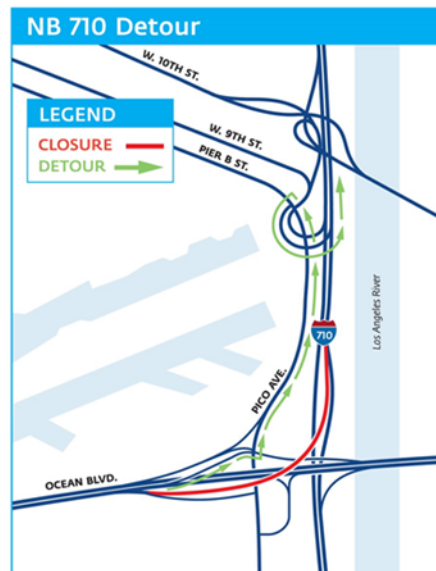 NB 710 Detour
W. 10TH ST.
LEGEND
CLOSURE
DETOUR
W. 9TH ST.
PIER B ST.
Los Angeles River
710
PICO AVE.
OCEAN BLVD.